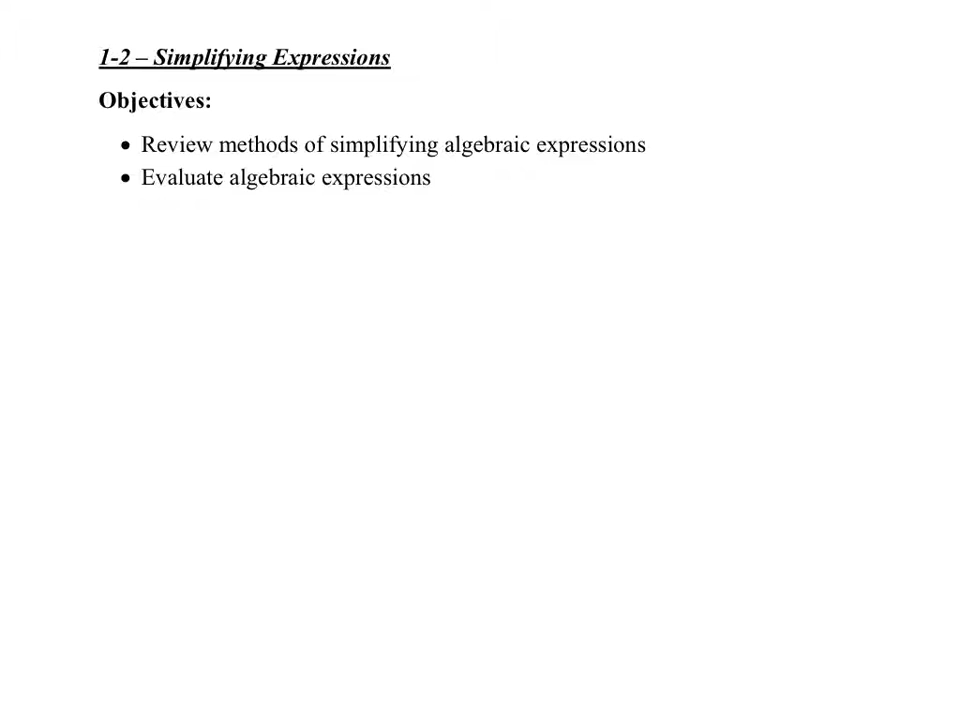 1-2 – Simplifying Expressions
Objectives:
• Review methods of simplifying algebraic expressions
• Evaluate algebraic expressions